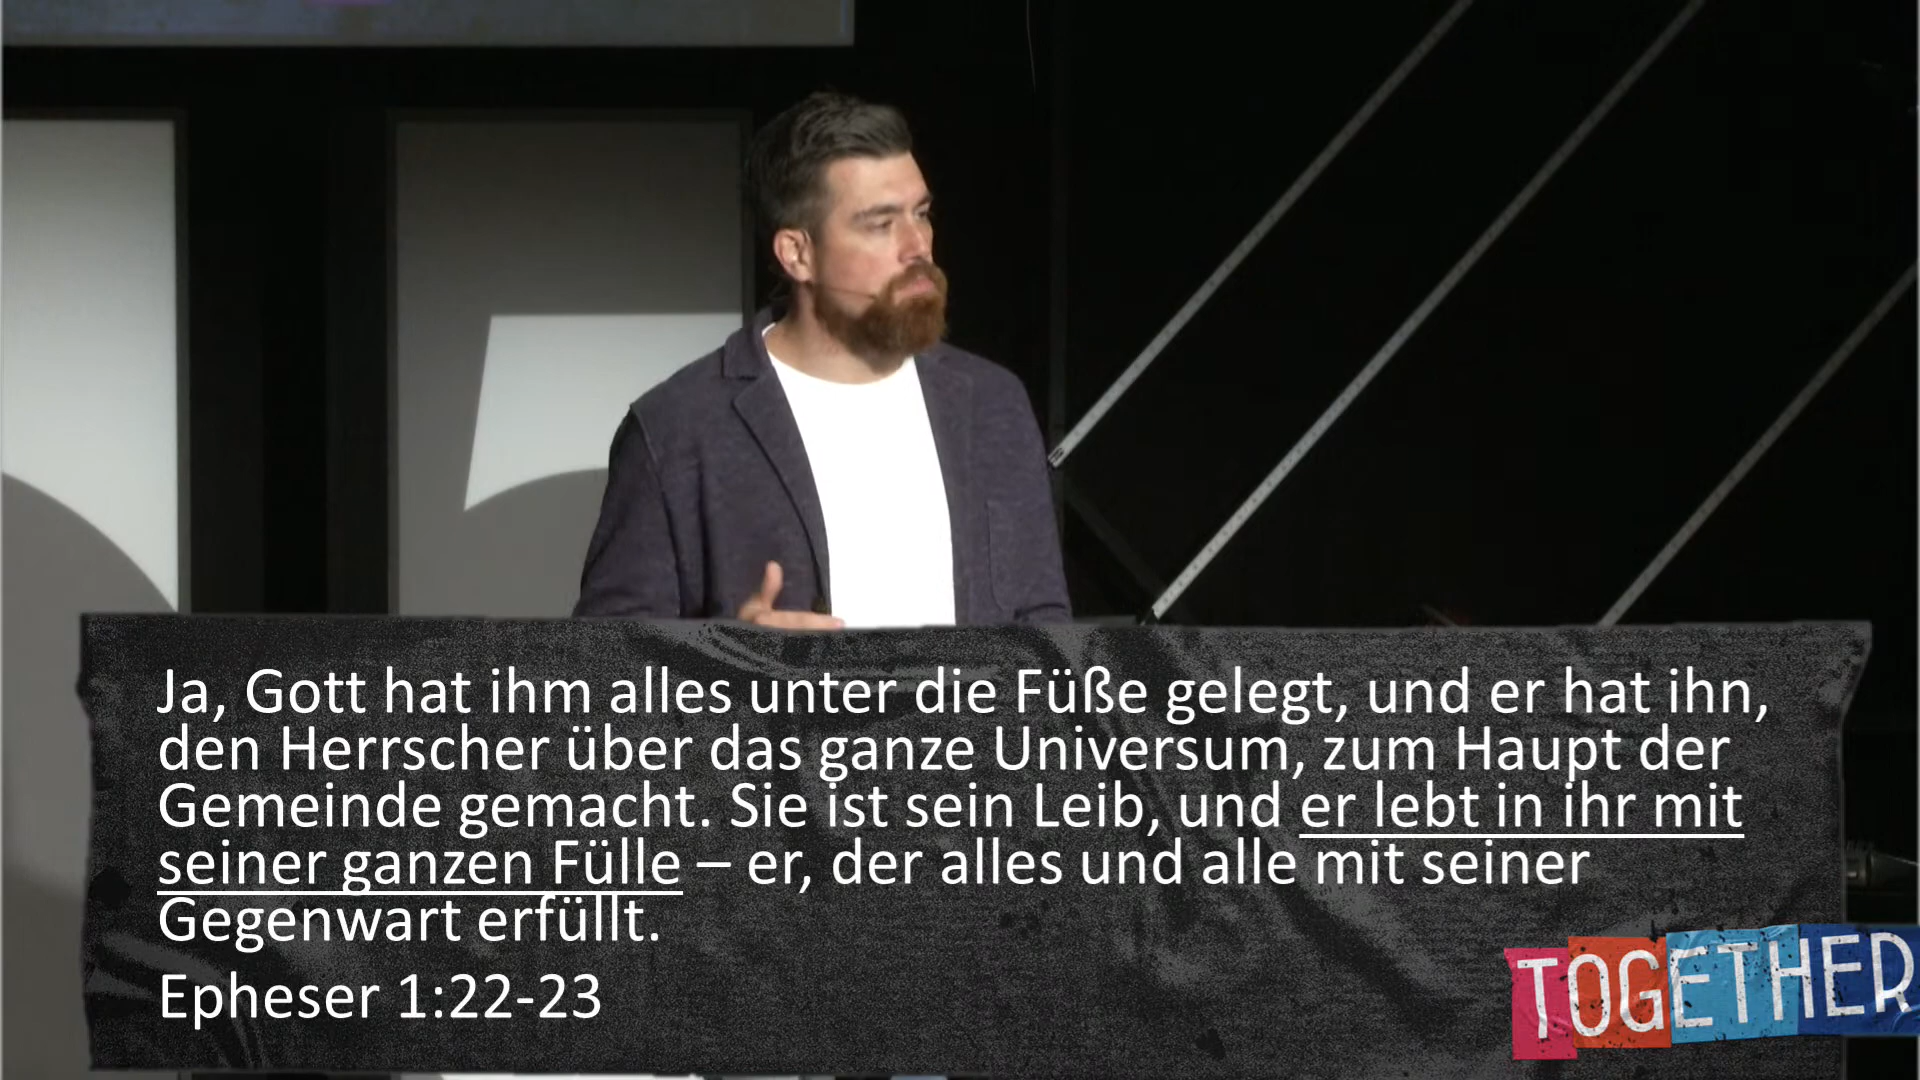 Ja, Gott hat ihm alles unter die Füße gelegt, und er hat ihn,
den Herrscher über das ganze Universum, zum Haupt der
Gemeinde gemacht. Sie ist sein Leib, und er lebt in ihr mit
seiner ganzen Fülle – er, der alles und alle mit seiner
Gegenwart erfüllt.
Epheser 1:22-23
TOGETHER